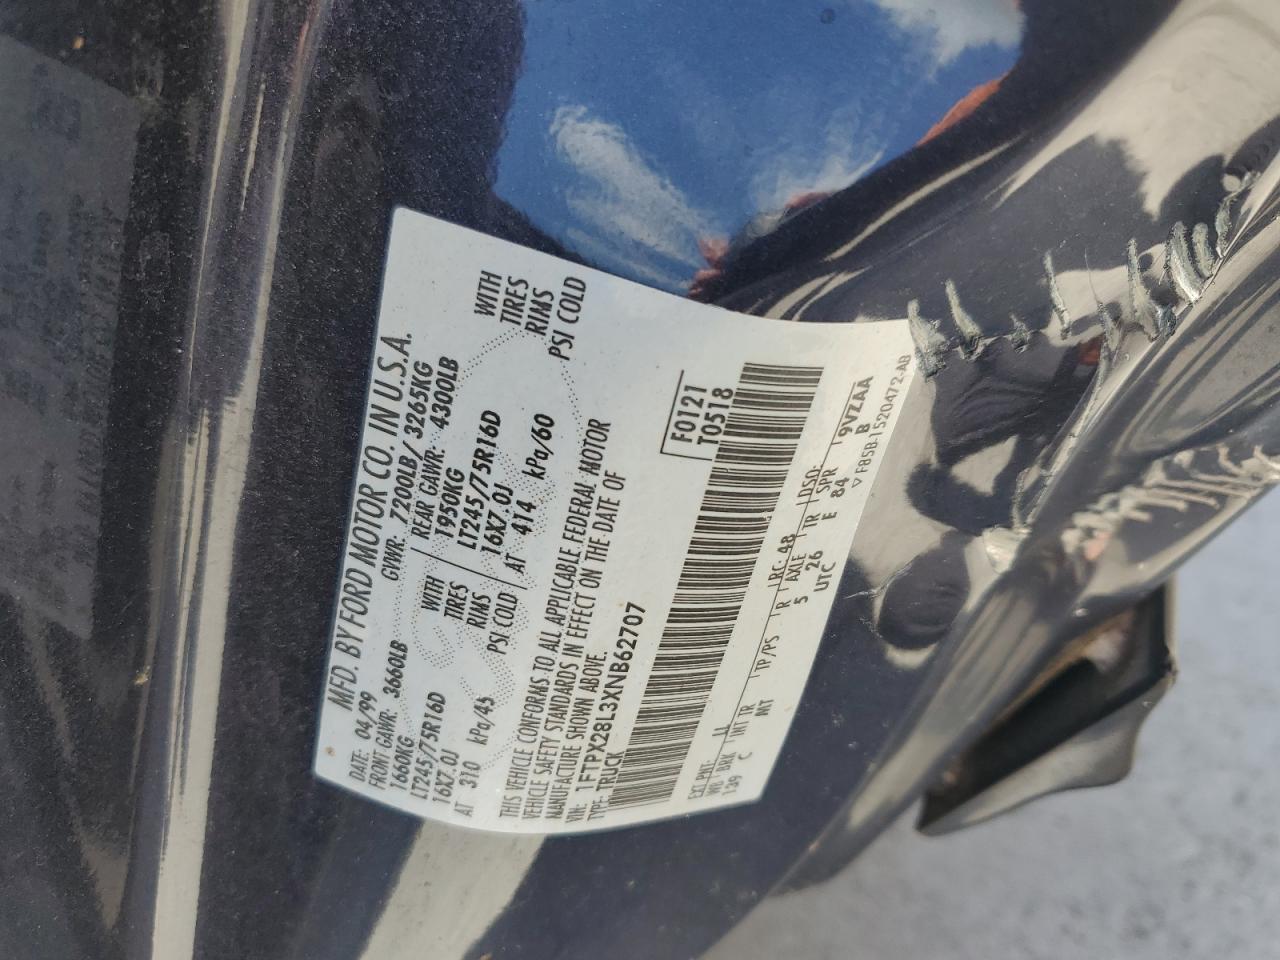 MFD. BY FORD MOTOR CO. IN U.S.A.
DATE: 04/99 GVWR: 7200LB/ 3265KG
FRONT GAWR: 3660LB REAR GAWR: 4300LB
1660KG WITH 1950KG WITH
LT245/75R16D TIRES LT245/75R16D TIRES
16X7.0J RIMS 16X7.0J RIMS
AT 310 kPa/45 PSI COLD AT 414 kPa/60 PSI COLD
THIS VEHICLE CONFORMS TO ALL APPLICABLE FEDERAL MOTOR
VEHICLE SAFETY STANDARDS IN EFFECT ON THE DATE OF
MANUFACTURE SHOWN ABOVE.
VIN: 1FTPX28L3XNB62707
TYPE: TRUCK
F0121
T0518
EXT PNT: LL RC: 48 DSO:
WB BRK INT TR TP/PS R AXLE TR SPR 9VZAA
139 C MT 5 26 E 84 B
UTC
▽ F85B-1520472-AB